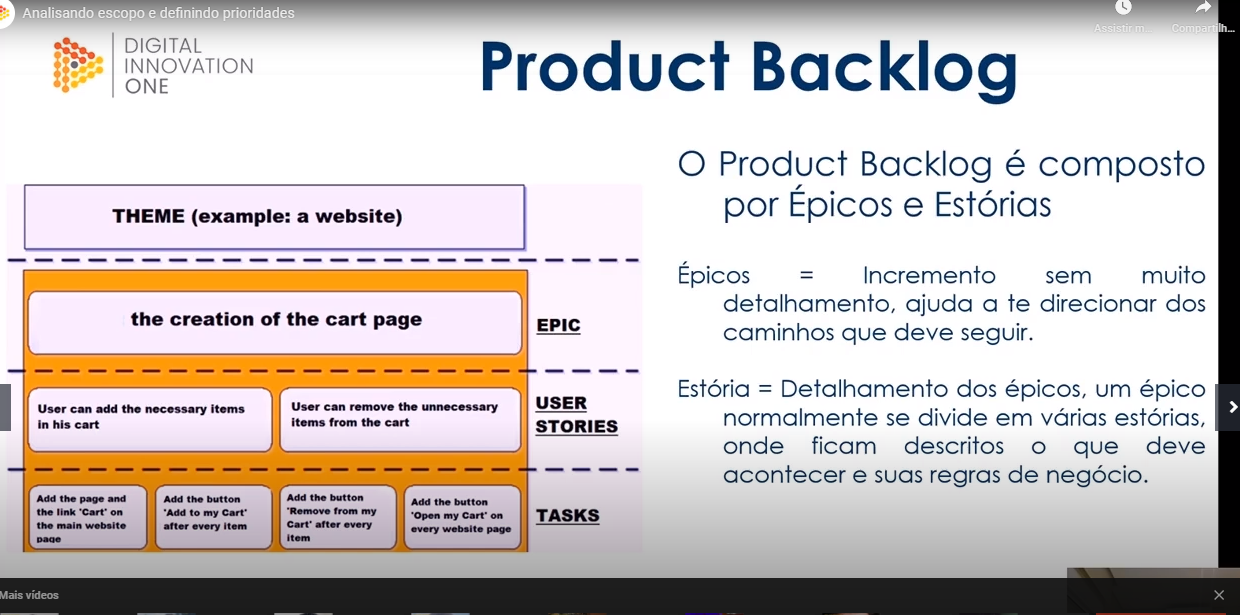 Analisando escopo e definindo prioridades
Assistir m...
Compartilh...
DIGITAL
INNOVATION
ONE
Product Backlog
THEME (example: a website)
the creation of the cart page
EPIC
User can add the necessary items
in his cart
User can remove the unnecessary
items from the cart
USER
STORIES
Add the page and
the link 'Cart' on
the main website
page
Add the button
'Add to my Cart'
after every item
Add the button
'Remove from my
Cart' after every
item
Add the button
'Open my Cart' on
every website page
TASKS
O Product Backlog é composto
por Épicos e Estórias
Épicos = Incremento sem muito
detalhamento, ajuda a te direcionar dos
caminhos que deve seguir.
Estória = Detalhamento dos épicos, um épico
normalmente se divide em várias estórias,
onde ficam descritos o que deve
acontecer e suas regras de negócio.
Mais vídeos